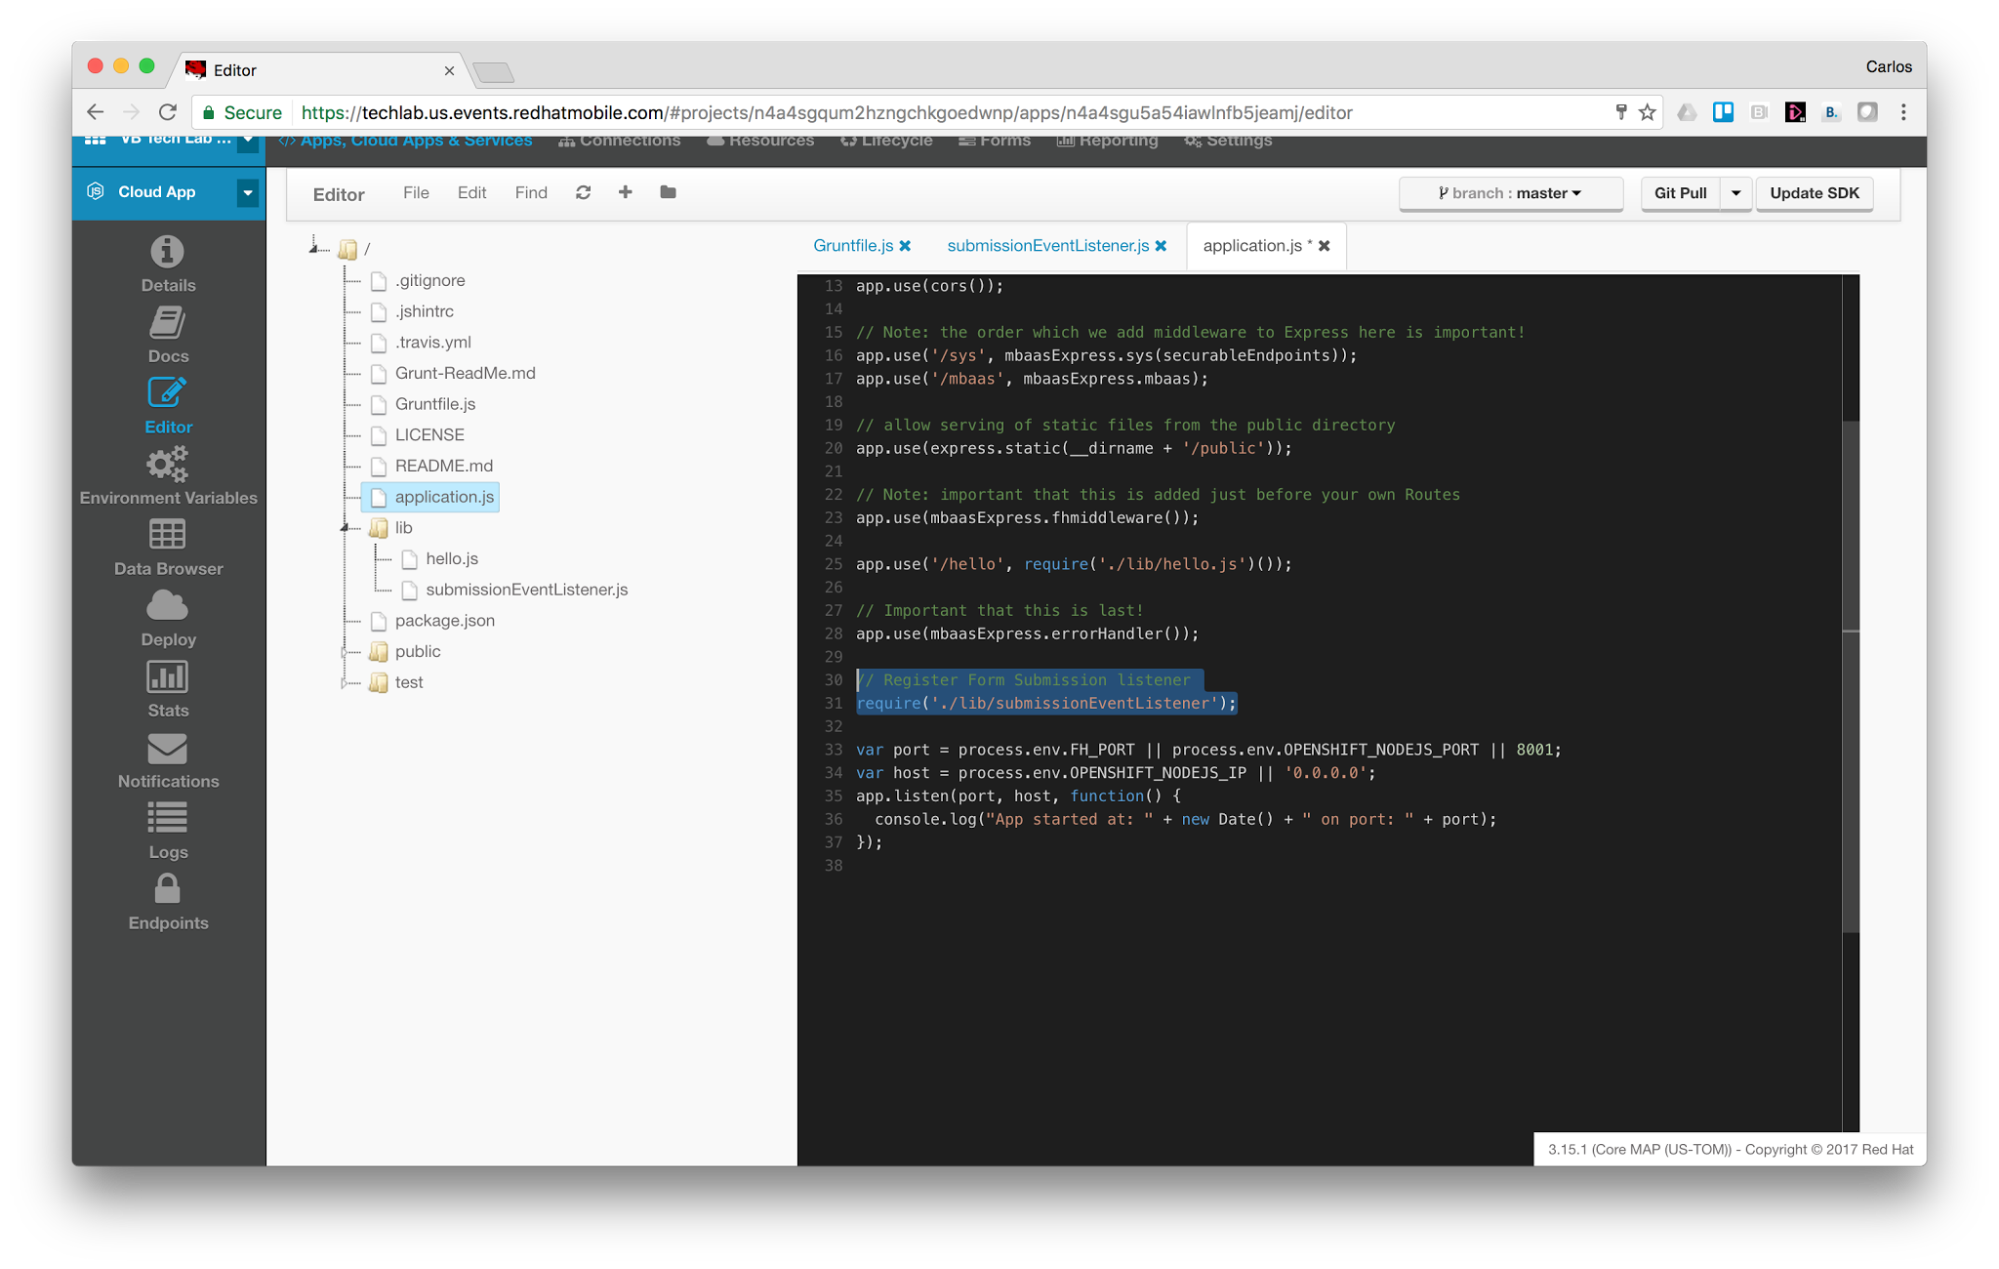 Editor
Carlos
Secure https://techlab.us.events.redhatmobile.com/#projects/n4a4sgqum2hzngchkgoedwnp/apps/n4a4sgu5a54iawlnfb5jeamj/editor
VB Tech Lab ... </> Apps, Cloud Apps & Services Connections Resources Lifecycle Forms Reporting Settings
Cloud App
Editor File Edit Find branch : master Git Pull Update SDK
Details
Docs
Editor
Environment Variables
Data Browser
Deploy
Stats
Notifications
Logs
Endpoints
/
.gitignore
.jshintrc
.travis.yml
Grunt-ReadMe.md
Gruntfile.js
LICENSE
README.md
application.js
lib
hello.js
submissionEventListener.js
package.json
public
test
Gruntfile.js submissionEventListener.js application.js *
13 app.use(cors());
14
15 // Note: the order which we add middleware to Express here is important!
16 app.use('/sys', mbaasExpress.sys(securableEndpoints));
17 app.use('/mbaas', mbaasExpress.mbaas);
18
19 // allow serving of static files from the public directory
20 app.use(express.static(__dirname + '/public'));
21
22 // Note: important that this is added just before your own Routes
23 app.use(mbaasExpress.fhmiddleware());
24
25 app.use('/hello', require('./lib/hello.js')());
26
27 // Important that this is last!
28 app.use(mbaasExpress.errorHandler());
29
30 // Register Form Submission listener
31 require('./lib/submissionEventListener');
32
33 var port = process.env.FH_PORT || process.env.OPENSHIFT_NODEJS_PORT || 8001;
34 var host = process.env.OPENSHIFT_NODEJS_IP || '0.0.0.0';
35 app.listen(port, host, function() {
36 console.log("App started at: " + new Date() + " on port: " + port);
37 });
38
3.15.1 (Core MAP (US-TOM)) - Copyright © 2017 Red Hat